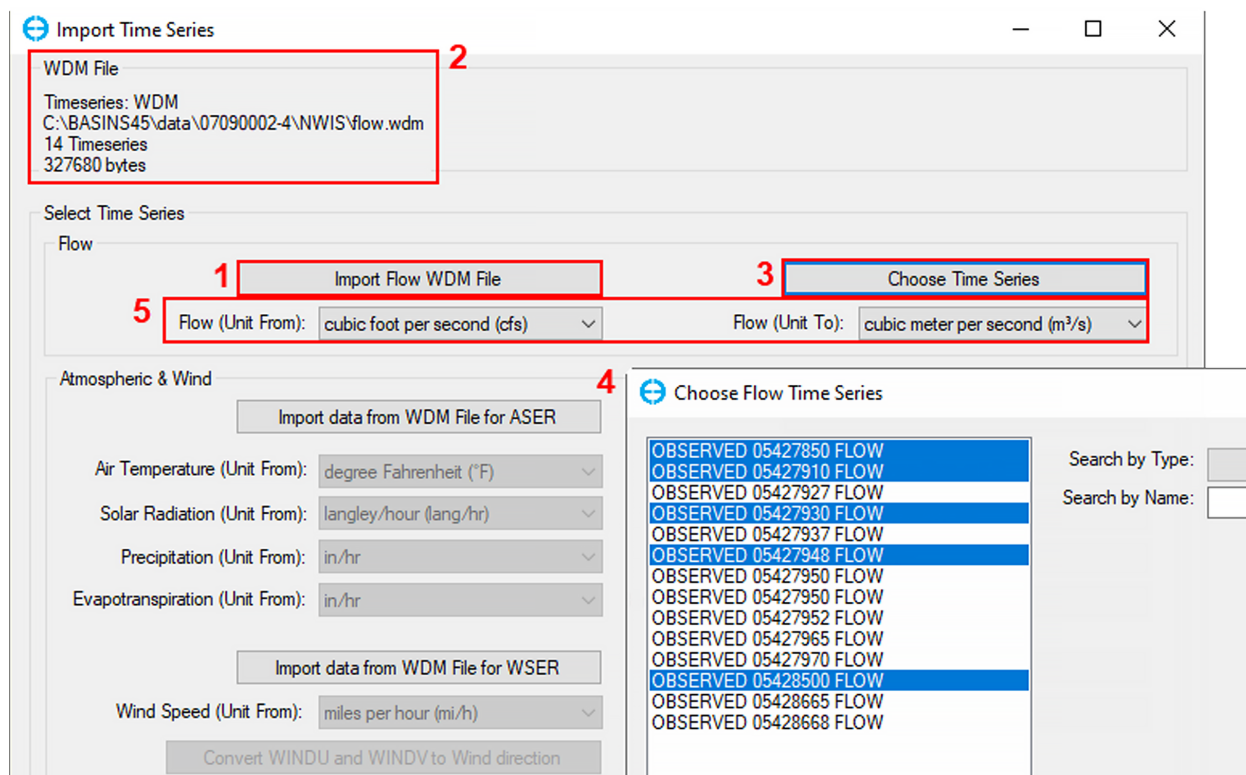 Import Time Series
2
WDM File
Timeseries: WDM
C:\BASINS45\data\07090002-4\NWIS\flow.wdm
14 Timeseries
327680 bytes
Select Time Series
Flow
1 Import Flow WDM File 3 Choose Time Series
5 Flow (Unit From): cubic foot per second (cfs) Flow (Unit To): cubic meter per second (m³/s)
Atmospheric & Wind
Import data from WDM File for ASER
Air Temperature (Unit From): degree Fahrenheit (°F)
Solar Radiation (Unit From): langley/hour (lang/hr)
Precipitation (Unit From): in/hr
Evapotranspiration (Unit From): in/hr
Import data from WDM File for WSER
Wind Speed (Unit From): miles per hour (mi/h)
Convert WINDU and WINDV to Wind direction
4
Choose Flow Time Series
OBSERVED 05427850 FLOW
OBSERVED 05427910 FLOW
OBSERVED 05427927 FLOW
OBSERVED 05427930 FLOW
OBSERVED 05427937 FLOW
OBSERVED 05427948 FLOW
OBSERVED 05427950 FLOW
OBSERVED 05427950 FLOW
OBSERVED 05427952 FLOW
OBSERVED 05427965 FLOW
OBSERVED 05427970 FLOW
OBSERVED 05428500 FLOW
OBSERVED 05428665 FLOW
OBSERVED 05428668 FLOW
Search by Type:
Search by Name: